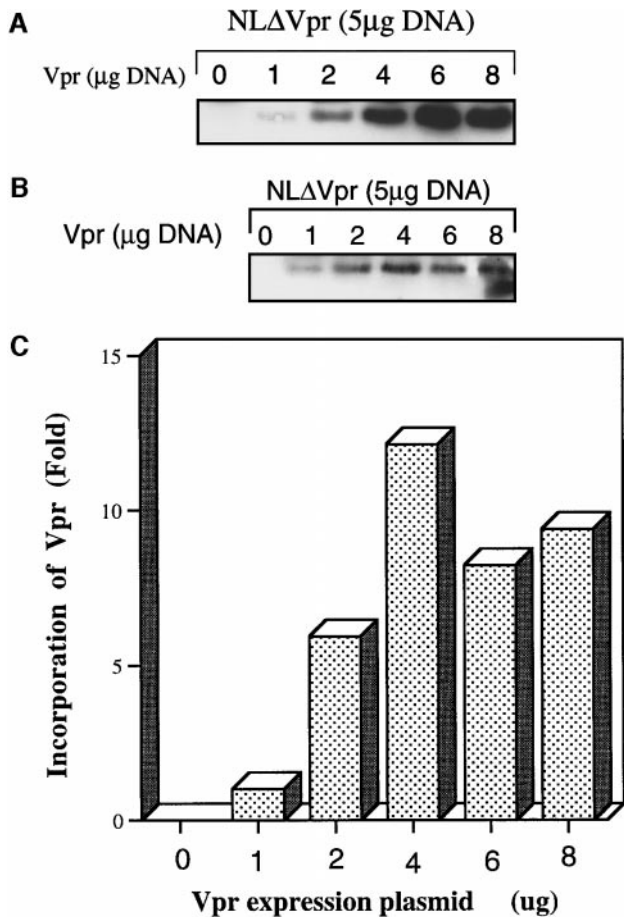 A
NLΔVpr (5μg DNA)
Vpr (μg DNA) 0 1 2 4 6 8
B
NLΔVpr (5μg DNA)
Vpr (μg DNA) 0 1 2 4 6 8
C
Incorporation of Vpr (Fold)
15
10
5
0
0 1 2 4 6 8
Vpr expression plasmid (ug)